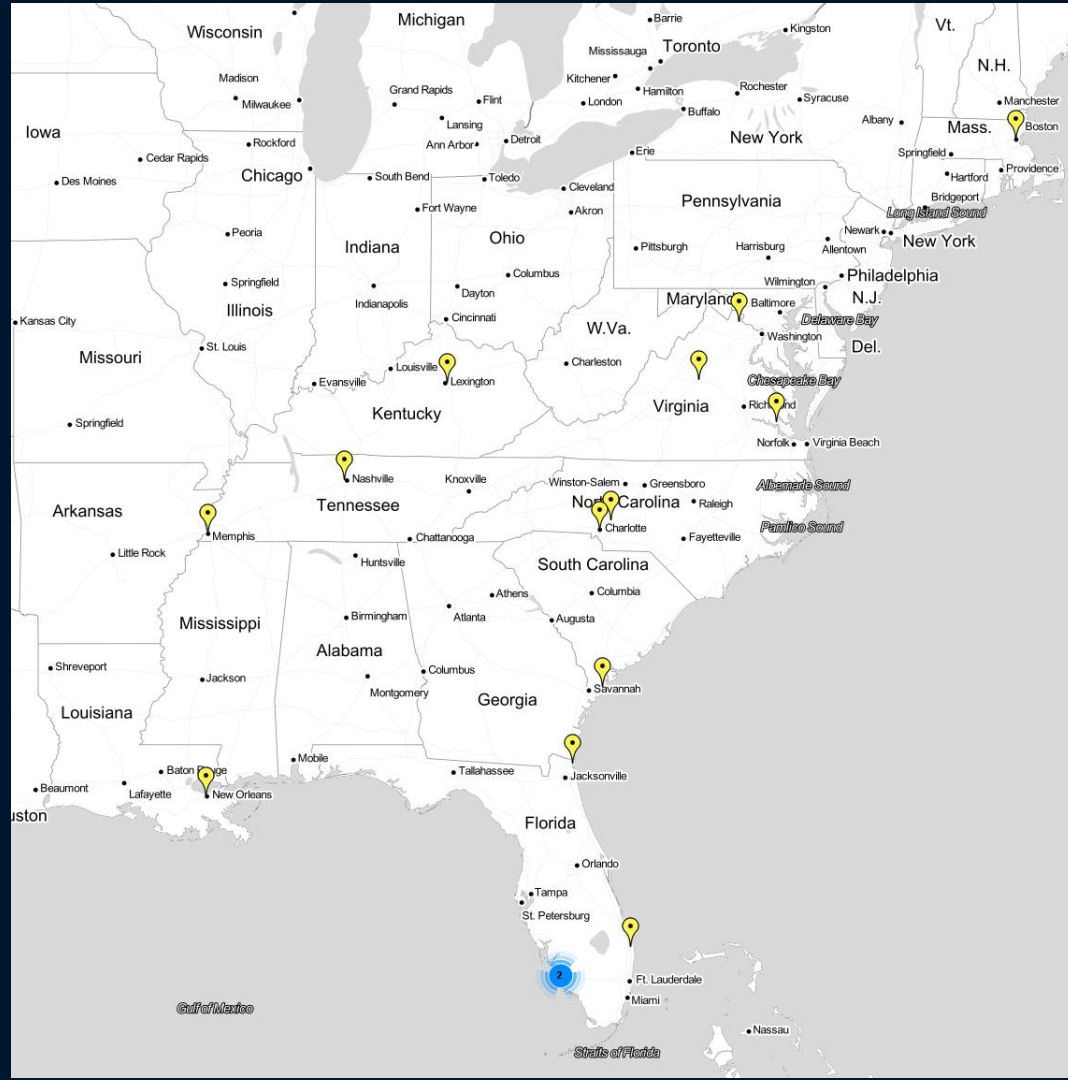 Wisconsin
Michigan
Barrie
Kingston
Vt.
Mississauga
Toronto
N.H.
Madison
Kitchener
Milwaukee
Grand Rapids
Flint
London
Hamilton
Rochester
Syracuse
Manchester
Buffalo
Lansing
Albany
Mass.
Boston
Iowa
Rockford
Ann Arbor
Detroit
New York
Cedar Rapids
Erie
Springfield
Chicago
South Bend
Toledo
Hartford
Providence
Des Moines
Cleveland
Bridgeport
Pennsylvania
Fort Wayne
Akron
Long Island Sound
Peoria
Indiana
Ohio
Newark
New York
Pittsburgh
Harrisburg
Allentown
Columbus
Philadelphia
Springfield
Dayton
Wilmington
Indianapolis
Maryland
Baltimore
N.J.
Illinois
Kansas City
Cincinnati
W.Va.
Delaware Bay
Washington
Missouri
St. Louis
Del.
Charleston
Louisville
Evansville
Lexington
Chesapeake Bay
Kentucky
Virginia
Richmond
Springfield
Norfolk
Virginia Beach
Nashville
Knoxville
Winston-Salem
Greensboro
Albemarle Sound
Arkansas
Tennessee
North Carolina
Raleigh
Charlotte
Pamlico Sound
Memphis
Chattanooga
Fayetteville
Little Rock
Huntsville
South Carolina
Athens
Columbia
Birmingham
Atlanta
Augusta
Mississippi
Alabama
Shreveport
Jackson
Columbus
Montgomery
Savannah
Georgia
Louisiana
Mobile
Baton Rouge
Tallahassee
Jacksonville
Beaumont
Lafayette
New Orleans
uston
Florida
Orlando
Tampa
St. Petersburg
2
Ft. Lauderdale
Miami
Gulf of Mexico
Nassau
Straits of Florida